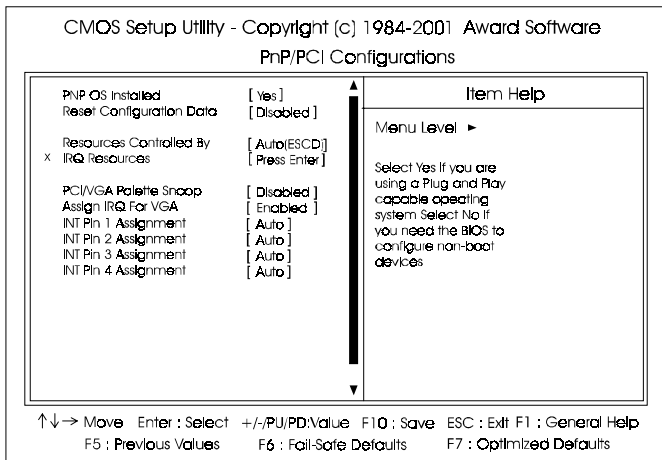 CMOS Setup Utility - Copyright (c) 1984-2001 Award Software
PnP/PCI Configurations
PNP OS Installed [ Yes ]
Reset Configuration Data [ Disabled ]
Resources Controlled By [ Auto(ESCD)]
x IRQ Resources [ Press Enter]
PCI/VGA Palette Snoop [ Disabled ]
Assign IRQ For VGA [ Enabled ]
INT Pin 1 Assignment [ Auto ]
INT Pin 2 Assignment [ Auto ]
INT Pin 3 Assignment [ Auto ]
INT Pin 4 Assignment [ Auto ]
Item Help
Menu Level ►
Select Yes if you are
using a Plug and Play
capable opeating
system Select No if
you need the BIOS to
configure non-boot
devices
↑↓→ Move Enter : Select +/-/PU/PD:Value F10 : Save ESC : Exit F1 : General Help
F5 : Previous Values F6 : Fail-Safe Defaults F7 : Optimized Defaults